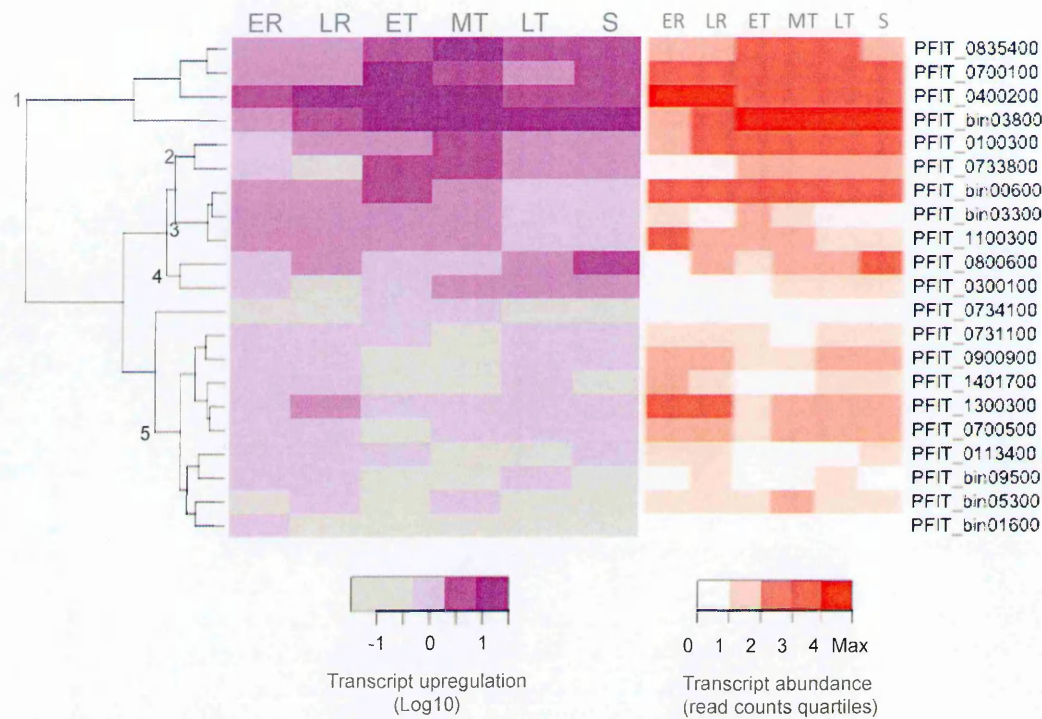 ER LR ET MT LT S
ER LR ET MT LT S
PFIT_0835400
PFIT_0700100
1
PFIT_0400200
PFIT_bin03800
PFIT_0100300
2
PFIT_0733800
PFIT_bin00600
PFIT_bin03300
3
PFIT_1100300
PFIT_0800600
4
PFIT_0300100
PFIT_0734100
PFIT_0731100
PFIT_0900900
PFIT_1401700
PFIT_1300300
5
PFIT_0700500
PFIT_0113400
PFIT_bin09500
PFIT_bin05300
PFIT_bin01600
-1 0 1
0 2 3 4 Max
Transcript upregulation
(Log10)
Transcript abundance
(read counts quartiles)